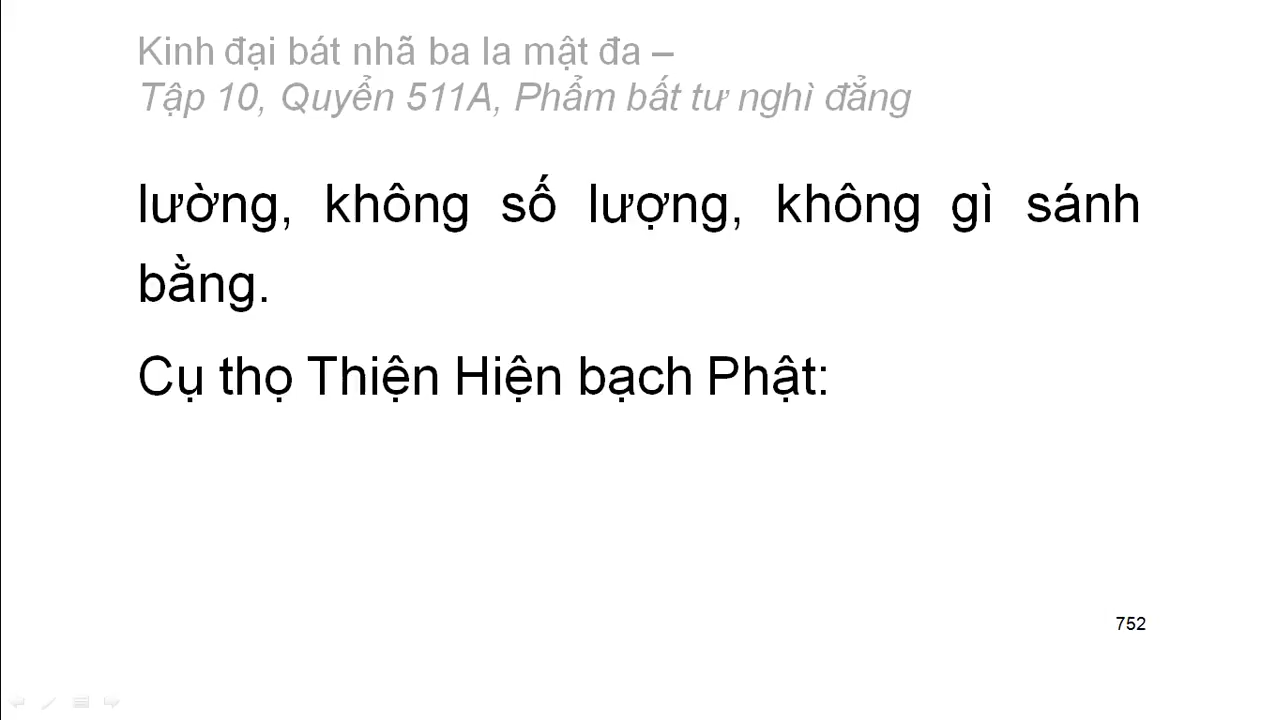 Kinh đại bát nhã ba la mật đa –
Tập 10, Quyển 511A, Phẩm bất tư nghì đẳng
lường, không số lượng, không gì sánh
bằng.
Cụ thọ Thiện Hiện bạch Phật:
752